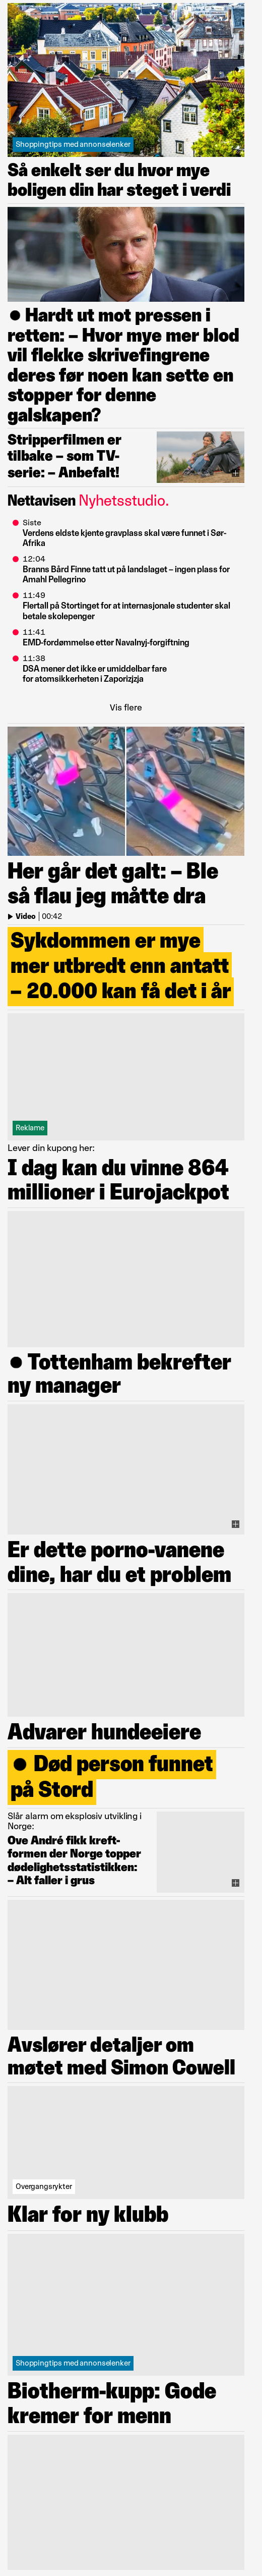 Shoppingtips med annonselenker
Så enkelt ser du hvor mye
boligen din har steget i verdi
Hardt ut mot pressen i
retten: – Hvor mye mer blod
vil flekke skrivefingrene
deres før noen kan sette en
stopper for denne
galskapen?
Stripperfilmen er
tilbake – som TV-
serie: – Anbefalt!
Nettavisen Nyhetsstudio.
Siste
Verdens eldste kjente gravplass skal være funnet i Sør-
Afrika
12:04
Branns Bård Finne tatt ut på landslaget – ingen plass for
Amahl Pellegrino
11:49
Flertall på Stortinget for at internasjonale studenter skal
betale skolepenger
11:41
EMD-fordømmelse etter Navalnyj-forgiftning
11:38
DSA mener det ikke er umiddelbar fare
for atomsikkerheten i Zaporizjzja
Vis flere
Her går det galt: – Ble
så flau jeg måtte dra
Video | 00:42
Sykdommen er mye
mer utbredt enn antatt
– 20.000 kan få det i år
Reklame
Lever din kupong her:
I dag kan du vinne 864
millioner i Eurojackpot
Tottenham bekrefter
ny manager
Er dette porno-vanene
dine, har du et problem
Advarer hundeeiere
Død person funnet
på Stord
Slår alarm om eksplosiv utvikling i
Norge:
Ove André fikk kreft-
formen der Norge topper
dødelighetsstatistikken:
– Alt faller i grus
Avslører detaljer om
møtet med Simon Cowell
Overgangsrykter
Klar for ny klubb
Shoppingtips med annonselenker
Biotherm-kupp: Gode
kremer for menn